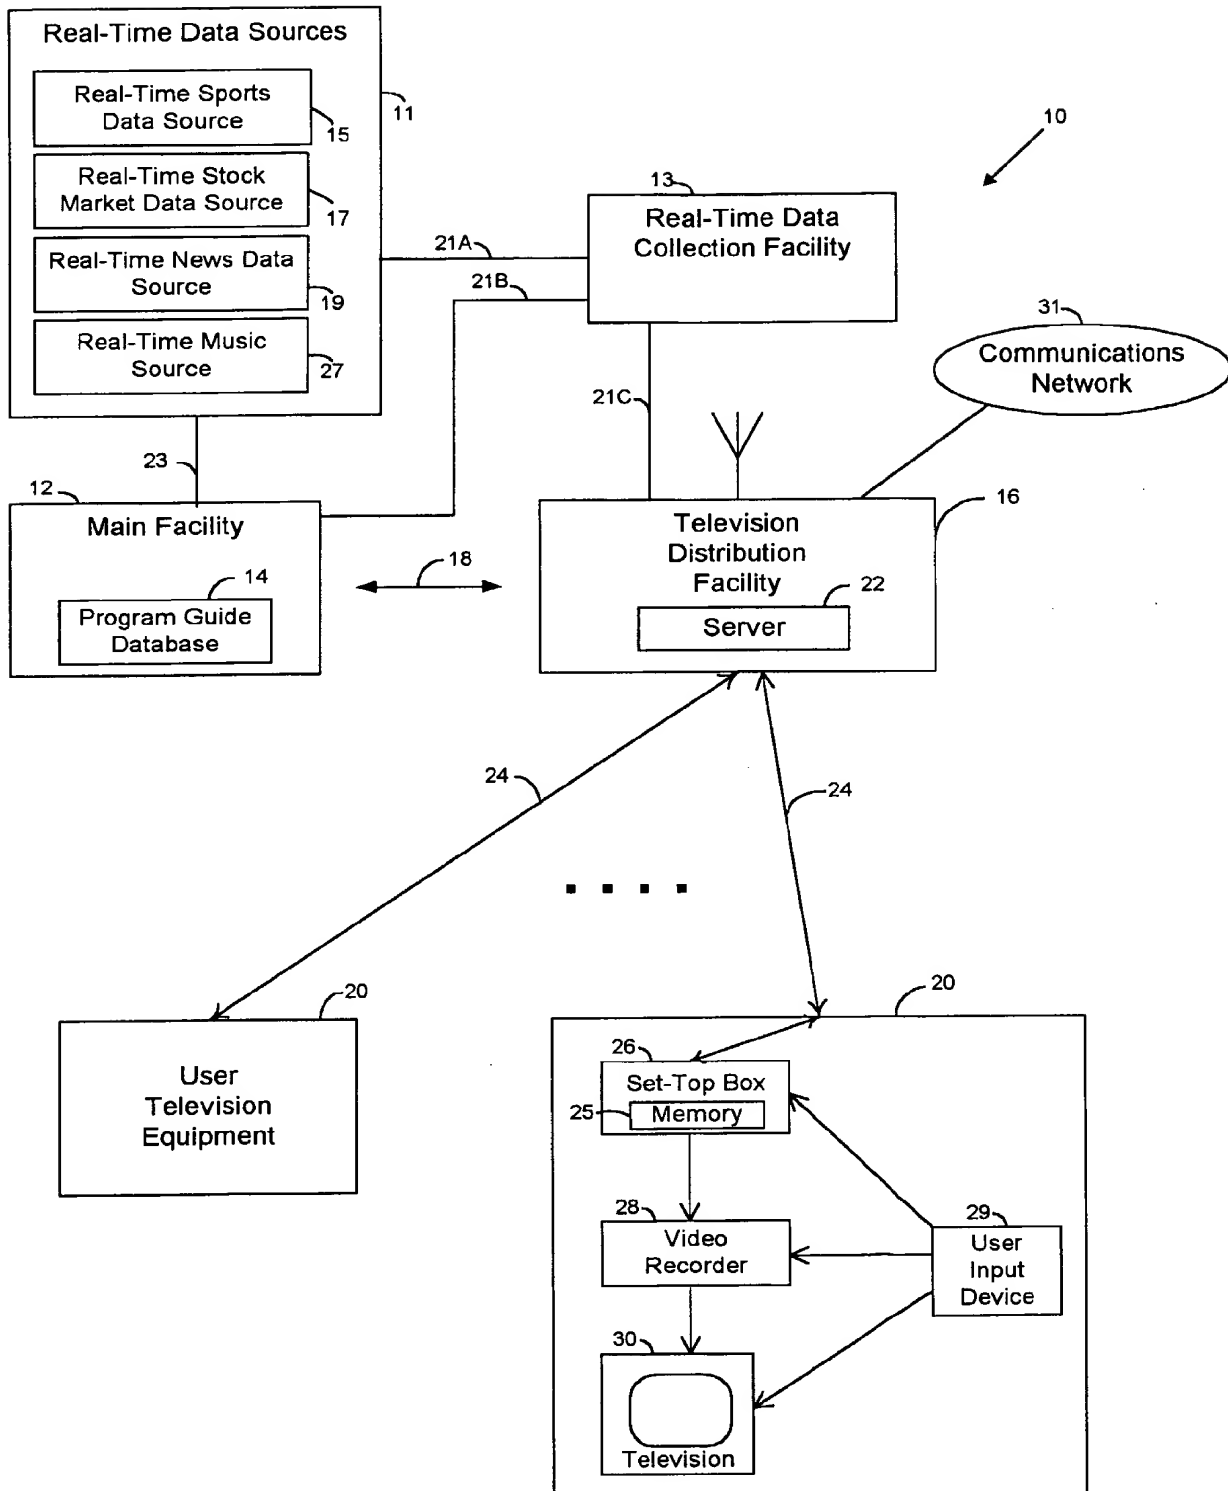 Real-Time Data Sources
Real-Time Sports
Data Source
15
11
Real-Time Stock
Market Data Source
17
Real-Time News Data
Source
19
Real-Time Music
Source
27
10
13
Real-Time Data
Collection Facility
21A
21B
21C
31
Communications
Network
23
12
Main Facility
14
Program Guide
Database
18
16
Television
Distribution
Facility
22
Server
24
24
20
User
Television
Equipment
20
26
Set-Top Box
25
Memory
28
Video
Recorder
29
User
Input
Device
30
Television